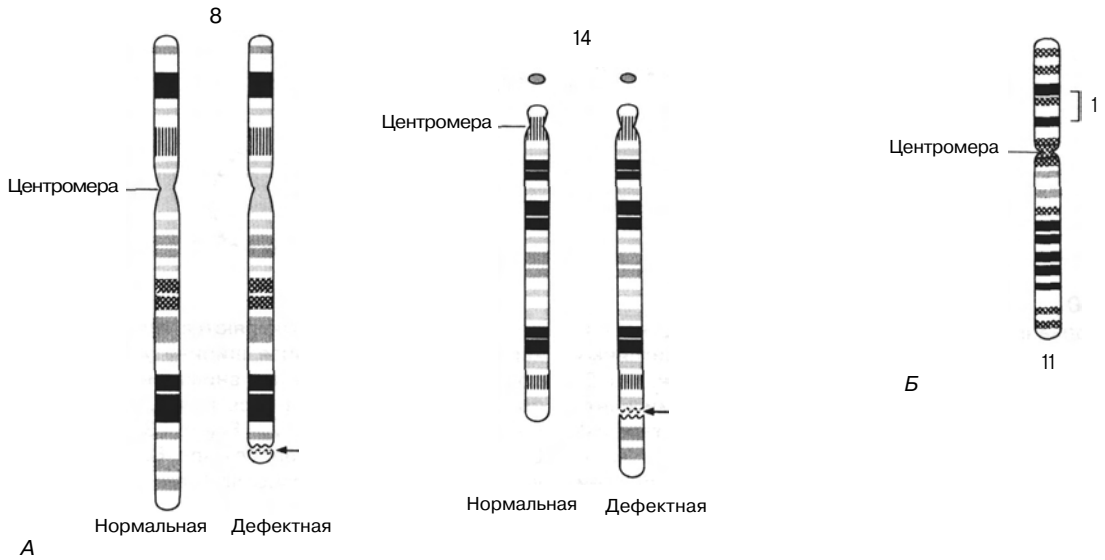 8
14
Центромера
1
Центромера
Центромера
11
Б
Нормальная
Дефектная
Нормальная
Дефектная
А